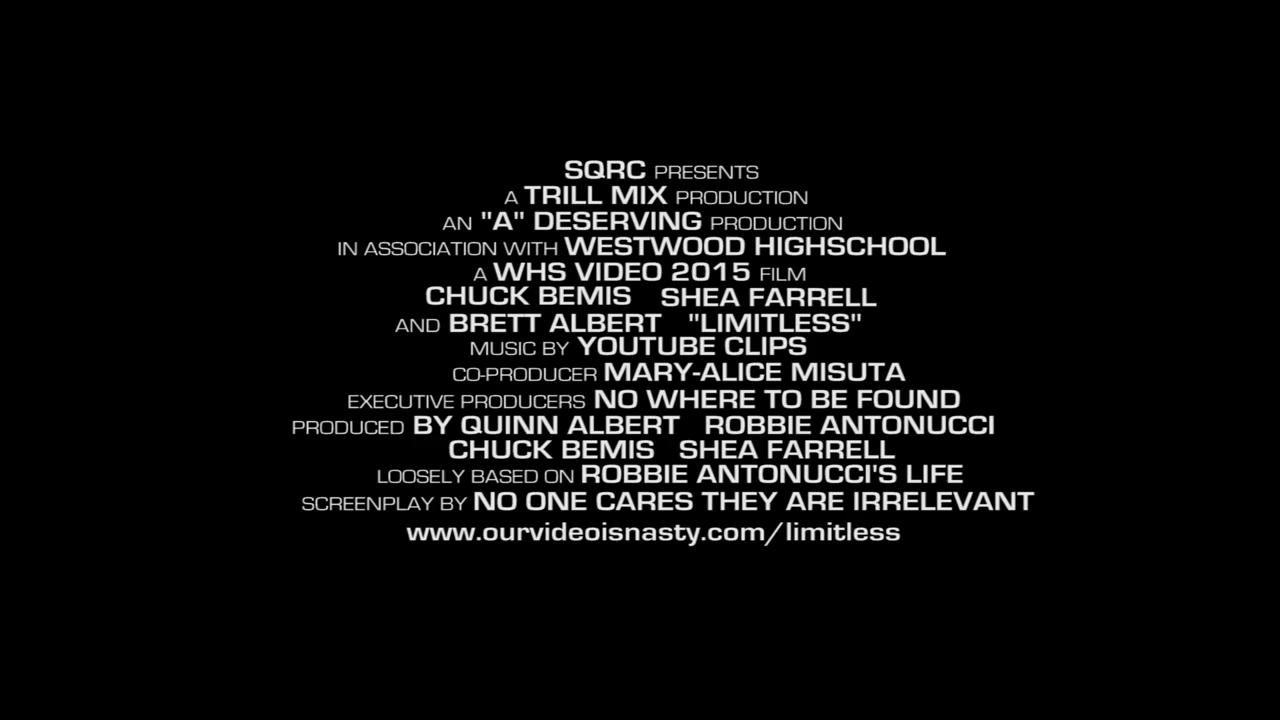 SQRC PRESENTS
A TRILL MIX PRODUCTION
AN "A" DESERVING PRODUCTION
IN ASSOCIATION WITH WESTWOOD HIGHSCHOOL
A WHS VIDEO 2015 FILM
CHUCK BEMIS SHEA FARRELL
AND BRETT ALBERT "LIMITLESS"
MUSIC BY YOUTUBE CLIPS
CO-PRODUCER MARY-ALICE MISUTA
EXECUTIVE PRODUCERS NO WHERE TO BE FOUND
PRODUCED BY QUINN ALBERT ROBBIE ANTONUCCI
CHUCK BEMIS SHEA FARRELL
LOOSELY BASED ON ROBBIE ANTONUCCI'S LIFE
SCREENPLAY BY NO ONE CARES THEY ARE IRRELEVANT
www.ourvideoisnasty.com/limitless